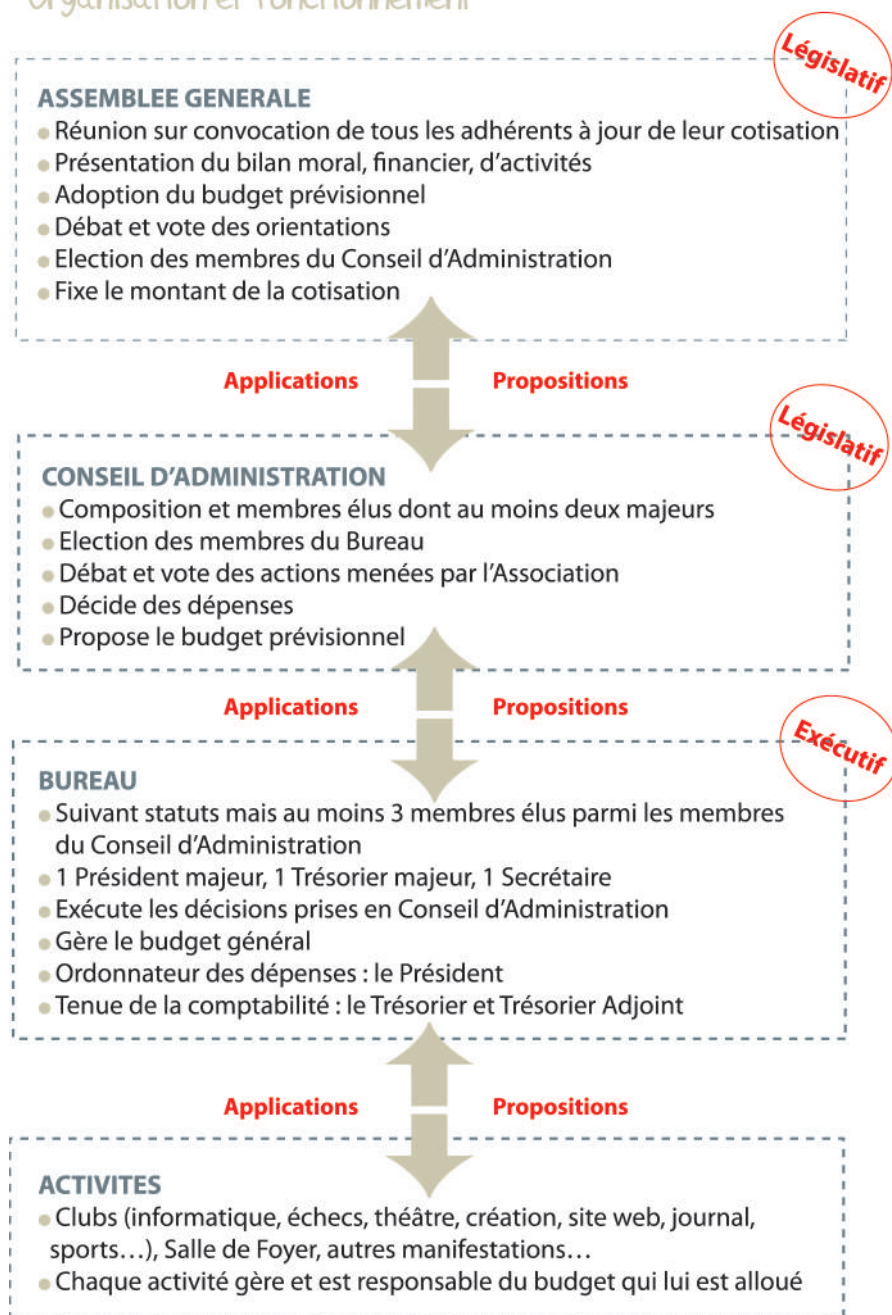 Organisation et fonctionnement
Législatif
ASSEMBLEE GENERALE
● Réunion sur convocation de tous les adhérents à jour de leur cotisation
● Présentation du bilan moral, financier, d’activités
● Adoption du budget prévisionnel
● Débat et vote des orientations
● Election des membres du Conseil d’Administration
● Fixe le montant de la cotisation
Applications Propositions
Législatif
CONSEIL D’ADMINISTRATION
● Composition et membres élus dont au moins deux majeurs
● Election des membres du Bureau
● Débat et vote des actions menées par l’Association
● Décide des dépenses
● Propose le budget prévisionnel
Applications Propositions
Exécutif
BUREAU
● Suivant statuts mais au moins 3 membres élus parmi les membres
du Conseil d’Administration
● 1 Président majeur, 1 Trésorier majeur, 1 Secrétaire
● Exécute les décisions prises en Conseil d’Administration
● Gère le budget général
● Ordonnateur des dépenses : le Président
● Tenue de la comptabilité : le Trésorier et Trésorier Adjoint
Applications Propositions
ACTIVITES
● Clubs (informatique, échecs, théâtre, création, site web, journal,
sports…), Salle de Foyer, autres manifestations…
● Chaque activité gère et est responsable du budget qui lui est alloué